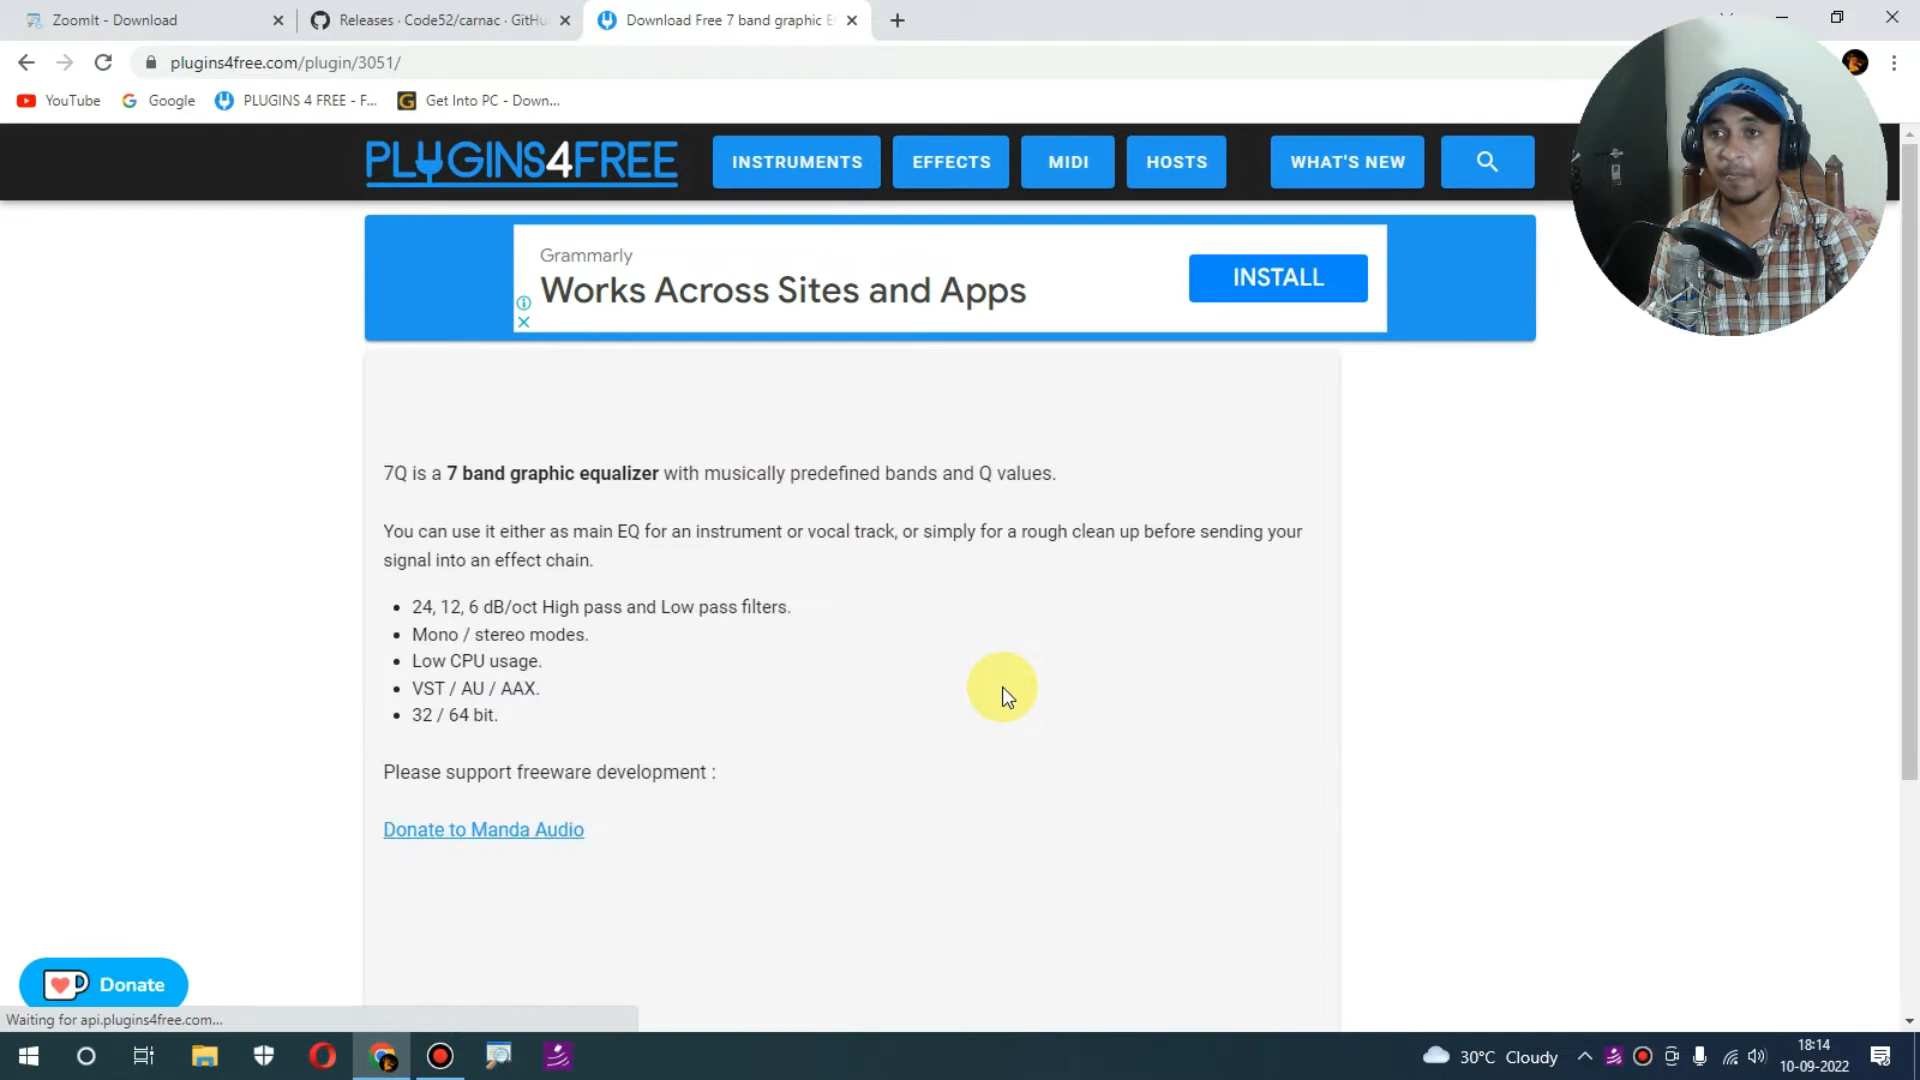 ZoomIt - Download
Releases · Code52/carnac · GitHu
Download Free 7 band graphic E
plugins4free.com/plugin/3051/
YouTube
Google
PLUGINS 4 FREE - F...
Get Into PC - Down...
PLUGINS4FREE
INSTRUMENTS
EFFECTS
MIDI
HOSTS
WHAT'S NEW
Grammarly
Works Across Sites and Apps
INSTALL
7Q is a 7 band graphic equalizer with musically predefined bands and Q values.
You can use it either as main EQ for an instrument or vocal track, or simply for a rough clean up before sending your
signal into an effect chain.
24, 12, 6 dB/oct High pass and Low pass filters.
Mono / stereo modes.
Low CPU usage.
VST / AU / AAX.
32 / 64 bit.
Please support freeware development :
Donate to Manda Audio
Donate
Waiting for api.plugins4free.com...
30°C Cloudy
18:14
10-09-2022